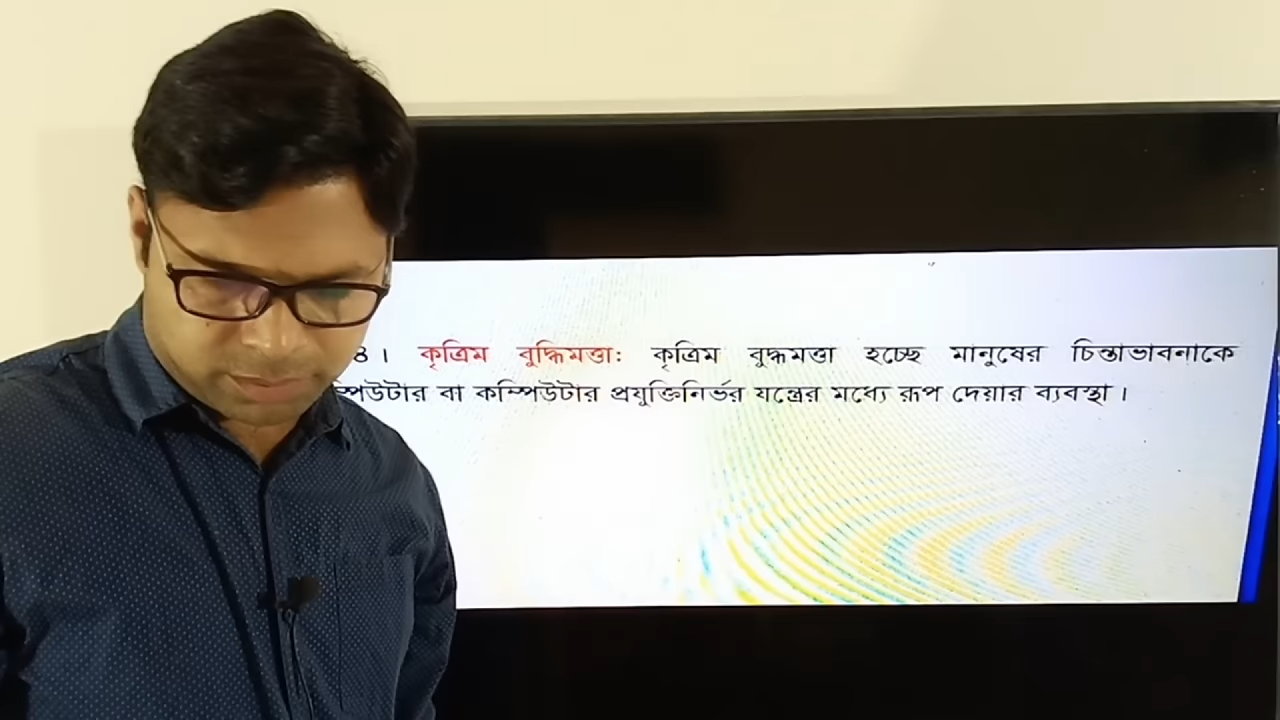 ৪। কৃত্রিম বুদ্ধিমত্তা: কৃত্রিম বুদ্ধমত্তা হচ্ছে মানুষের চিন্তাভাবনাকে
বা কম্পিউটার প্রযুক্তিনির্ভর যন্ত্রের মধ্যে রূপ দেয়ার ব্যবস্থা।